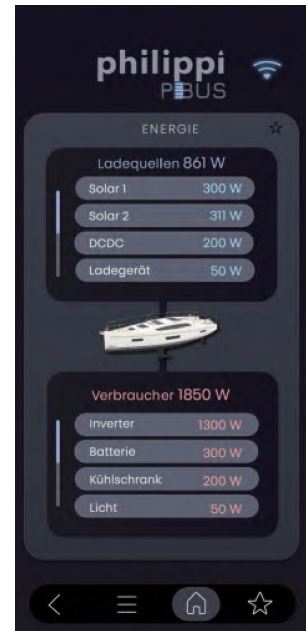 philippi
PBUS
ENERGIE
Ladequellen 861 W
Solar 1 300 W
Solar 2 311 W
DCDC 200 W
Ladegerät 50 W
Verbraucher 1850 W
Inverter 1300 W
Batterie 300 W
Kühlschrank 200 W
Licht 50 W